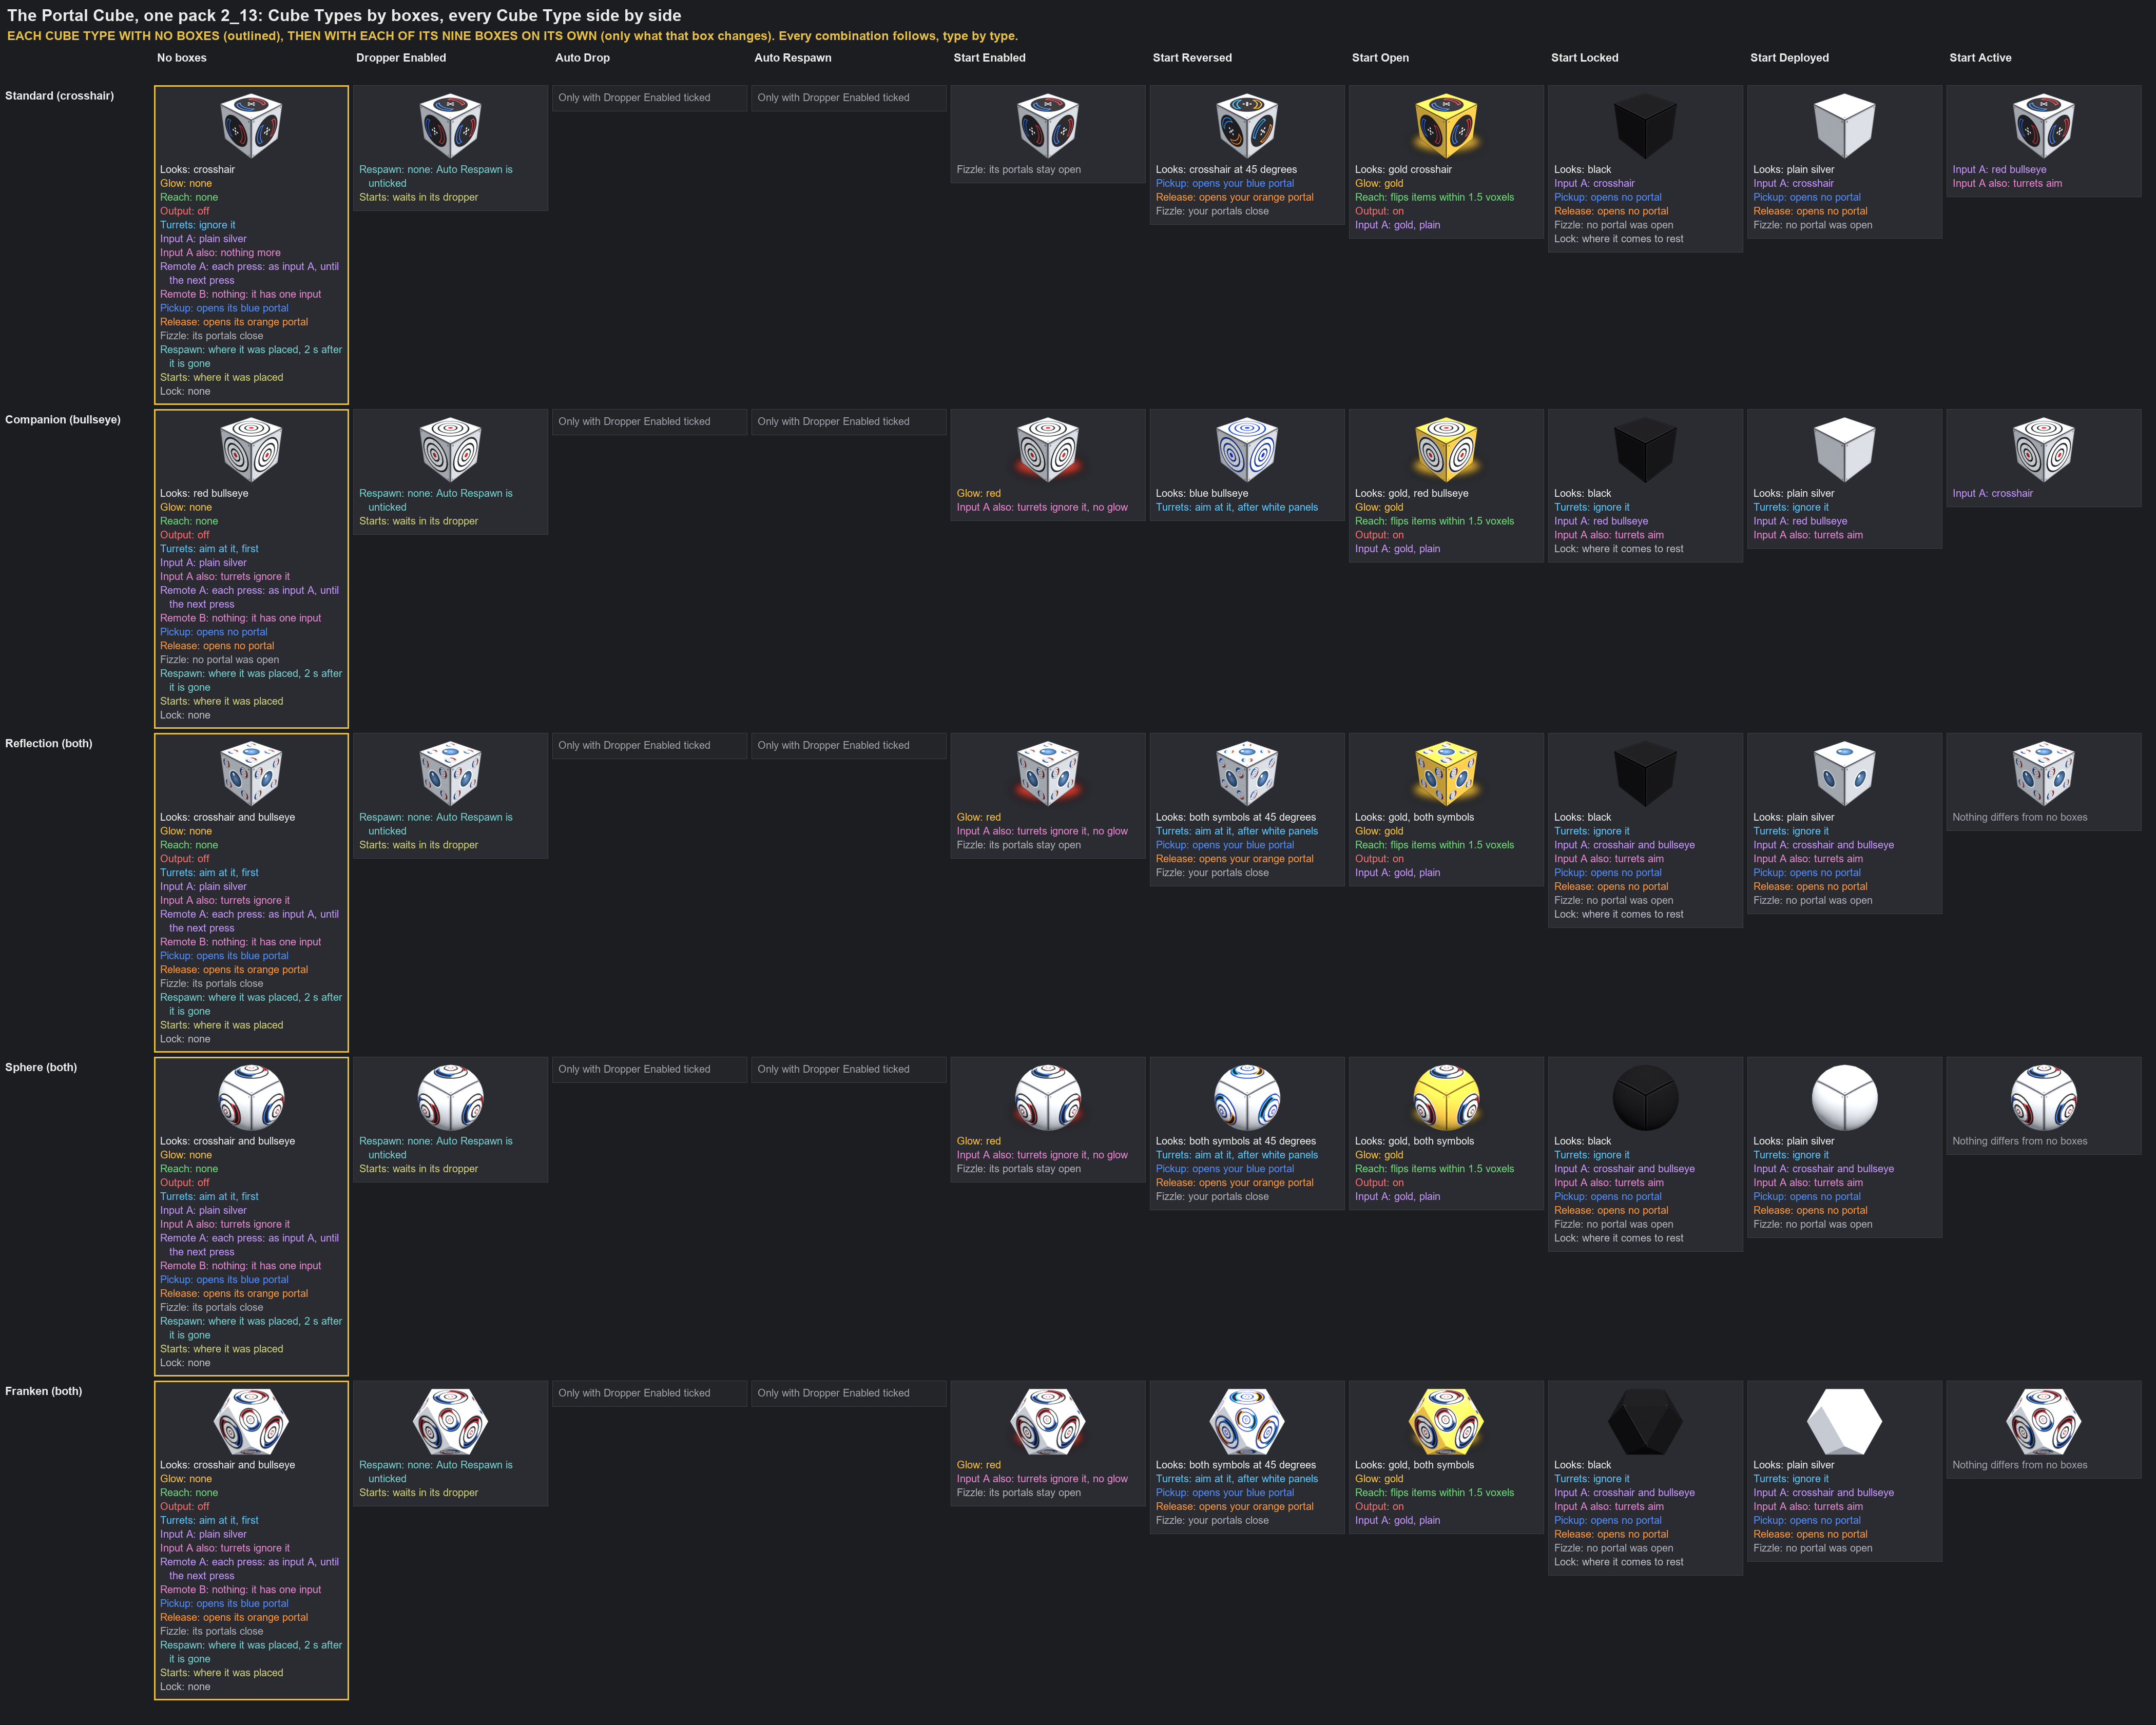 The Portal Cube, one pack 2_13: Cube Types by boxes, every Cube Type side by side
EACH CUBE TYPE WITH NO BOXES (outlined), THEN WITH EACH OF ITS NINE BOXES ON ITS OWN (only what that box changes). Every combination follows, type by type.
No boxes
Dropper Enabled
Auto Drop
Auto Respawn
Start Enabled
Start Reversed
Start Open
Start Locked
Start Deployed
Start Active
Standard (crosshair)
Looks: crosshair
Glow: none
Reach: none
Output: off
Turrets: ignore it
Input A: plain silver
Input A also: nothing more
Remote A: each press: as input A, until
the next press
Remote B: nothing: it has one input
Pickup: opens its blue portal
Release: opens its orange portal
Fizzle: its portals close
Respawn: where it was placed, 2 s after
it is gone
Starts: where it was placed
Lock: none
Respawn: none: Auto Respawn is
unticked
Starts: waits in its dropper
Only with Dropper Enabled ticked
Only with Dropper Enabled ticked
Fizzle: its portals stay open
Looks: crosshair at 45 degrees
Pickup: opens your blue portal
Release: opens your orange portal
Fizzle: your portals close
Looks: gold crosshair
Glow: gold
Reach: flips items within 1.5 voxels
Output: on
Input A: gold, plain
Looks: black
Input A: crosshair
Pickup: opens no portal
Release: opens no portal
Fizzle: no portal was open
Lock: where it comes to rest
Looks: plain silver
Input A: crosshair
Pickup: opens no portal
Release: opens no portal
Fizzle: no portal was open
Input A: red bullseye
Input A also: turrets aim
Companion (bullseye)
Looks: red bullseye
Glow: none
Reach: none
Output: off
Turrets: aim at it, first
Input A: plain silver
Input A also: turrets ignore it
Remote A: each press: as input A, until
the next press
Remote B: nothing: it has one input
Pickup: opens no portal
Release: opens no portal
Fizzle: no portal was open
Respawn: where it was placed, 2 s after
it is gone
Starts: where it was placed
Lock: none
Respawn: none: Auto Respawn is
unticked
Starts: waits in its dropper
Only with Dropper Enabled ticked
Only with Dropper Enabled ticked
Glow: red
Input A also: turrets ignore it, no glow
Looks: blue bullseye
Turrets: aim at it, after white panels
Looks: gold, red bullseye
Glow: gold
Reach: flips items within 1.5 voxels
Output: on
Input A: gold, plain
Looks: black
Turrets: ignore it
Input A: red bullseye
Input A also: turrets aim
Lock: where it comes to rest
Looks: plain silver
Turrets: ignore it
Input A: red bullseye
Input A also: turrets aim
Input A: crosshair
Reflection (both)
Looks: crosshair and bullseye
Glow: none
Reach: none
Output: off
Turrets: aim at it, first
Input A: plain silver
Input A also: turrets ignore it
Remote A: each press: as input A, until
the next press
Remote B: nothing: it has one input
Pickup: opens its blue portal
Release: opens its orange portal
Fizzle: its portals close
Respawn: where it was placed, 2 s after
it is gone
Starts: where it was placed
Lock: none
Respawn: none: Auto Respawn is
unticked
Starts: waits in its dropper
Only with Dropper Enabled ticked
Only with Dropper Enabled ticked
Glow: red
Input A also: turrets ignore it, no glow
Fizzle: its portals stay open
Looks: both symbols at 45 degrees
Turrets: aim at it, after white panels
Pickup: opens your blue portal
Release: opens your orange portal
Fizzle: your portals close
Looks: gold, both symbols
Glow: gold
Reach: flips items within 1.5 voxels
Output: on
Input A: gold, plain
Looks: black
Turrets: ignore it
Input A: crosshair and bullseye
Input A also: turrets aim
Pickup: opens no portal
Release: opens no portal
Fizzle: no portal was open
Lock: where it comes to rest
Looks: plain silver
Turrets: ignore it
Input A: crosshair and bullseye
Input A also: turrets aim
Pickup: opens no portal
Release: opens no portal
Fizzle: no portal was open
Nothing differs from no boxes
Sphere (both)
Looks: crosshair and bullseye
Glow: none
Reach: none
Output: off
Turrets: aim at it, first
Input A: plain silver
Input A also: turrets ignore it
Remote A: each press: as input A, until
the next press
Remote B: nothing: it has one input
Pickup: opens its blue portal
Release: opens its orange portal
Fizzle: its portals close
Respawn: where it was placed, 2 s after
it is gone
Starts: where it was placed
Lock: none
Respawn: none: Auto Respawn is
unticked
Starts: waits in its dropper
Only with Dropper Enabled ticked
Only with Dropper Enabled ticked
Glow: red
Input A also: turrets ignore it, no glow
Fizzle: its portals stay open
Looks: both symbols at 45 degrees
Turrets: aim at it, after white panels
Pickup: opens your blue portal
Release: opens your orange portal
Fizzle: your portals close
Looks: gold, both symbols
Glow: gold
Reach: flips items within 1.5 voxels
Output: on
Input A: gold, plain
Looks: black
Turrets: ignore it
Input A: crosshair and bullseye
Input A also: turrets aim
Pickup: opens no portal
Release: opens no portal
Fizzle: no portal was open
Lock: where it comes to rest
Looks: plain silver
Turrets: ignore it
Input A: crosshair and bullseye
Input A also: turrets aim
Pickup: opens no portal
Release: opens no portal
Fizzle: no portal was open
Nothing differs from no boxes
Franken (both)
Looks: crosshair and bullseye
Glow: none
Reach: none
Output: off
Turrets: aim at it, first
Input A: plain silver
Input A also: turrets ignore it
Remote A: each press: as input A, until
the next press
Remote B: nothing: it has one input
Pickup: opens its blue portal
Release: opens its orange portal
Fizzle: its portals close
Respawn: where it was placed, 2 s after
it is gone
Starts: where it was placed
Lock: none
Respawn: none: Auto Respawn is
unticked
Starts: waits in its dropper
Only with Dropper Enabled ticked
Only with Dropper Enabled ticked
Glow: red
Input A also: turrets ignore it, no glow
Fizzle: its portals stay open
Looks: both symbols at 45 degrees
Turrets: aim at it, after white panels
Pickup: opens your blue portal
Release: opens your orange portal
Fizzle: your portals close
Looks: gold, both symbols
Glow: gold
Reach: flips items within 1.5 voxels
Output: on
Input A: gold, plain
Looks: black
Turrets: ignore it
Input A: crosshair and bullseye
Input A also: turrets aim
Pickup: opens no portal
Release: opens no portal
Fizzle: no portal was open
Lock: where it comes to rest
Looks: plain silver
Turrets: ignore it
Input A: crosshair and bullseye
Input A also: turrets aim
Pickup: opens no portal
Release: opens no portal
Fizzle: no portal was open
Nothing differs from no boxes